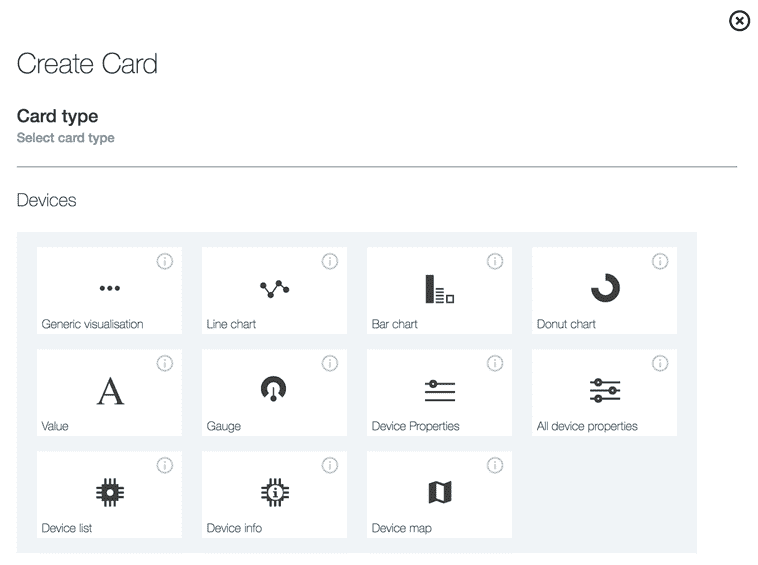 Create Card
Card type
Select card type
Devices
Generic visualisation
Line chart
Bar chart
Donut chart
A
Value
Gauge
Device Properties
All device properties
Device list
Device info
Device map